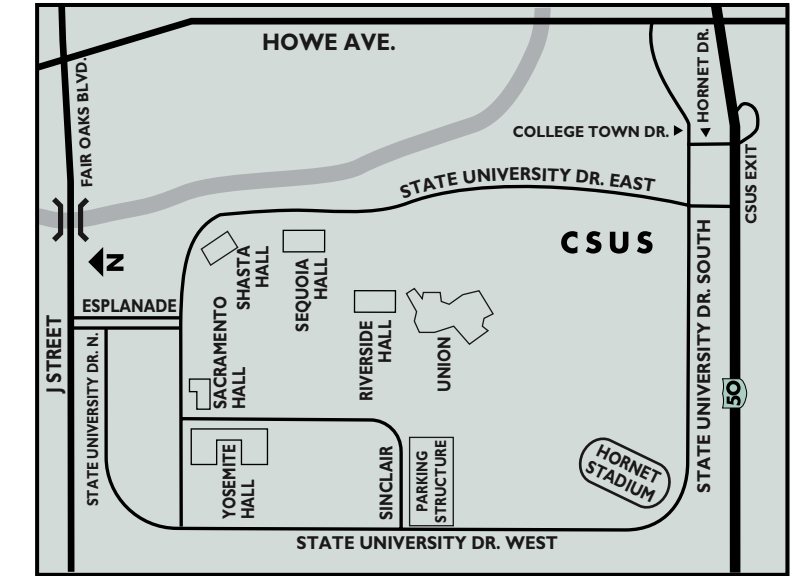 HOWE AVE.
FAIR OAKS BLVD.
HORNET DR.
COLLEGE TOWN DR.
CSUS EXIT
STATE UNIVERSITY DR. EAST
CSUS
N
SHASTA
HALL
SEQUOIA
HALL
ESPLANADE
SACRAMENTO
HALL
RIVERSIDE
HALL
UNION
STATE UNIVERSITY DR. SOUTH
J STREET
STATE UNIVERSITY DR. N.
50
YOSEMITE
HALL
SINCLAIR
PARKING
STRUCTURE
HORNET
STADIUM
STATE UNIVERSITY DR. WEST